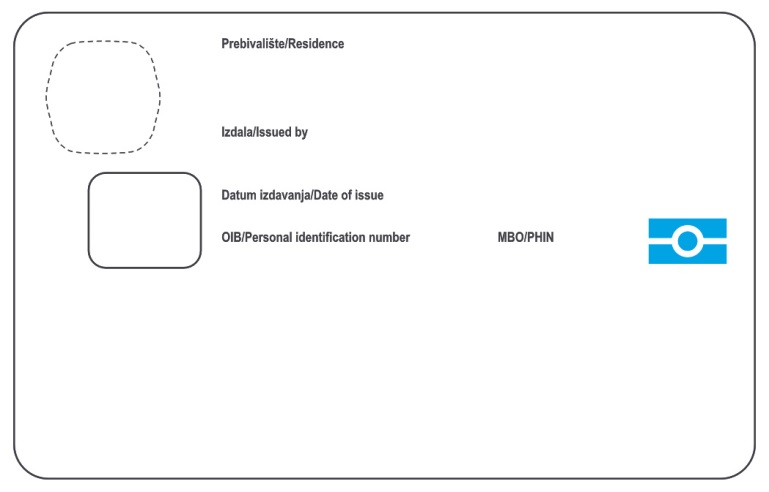 Prebivalište/Residence
Izdala/Issued by
Datum izdavanja/Date of issue
OIB/Personal identification number MBO/PHIN